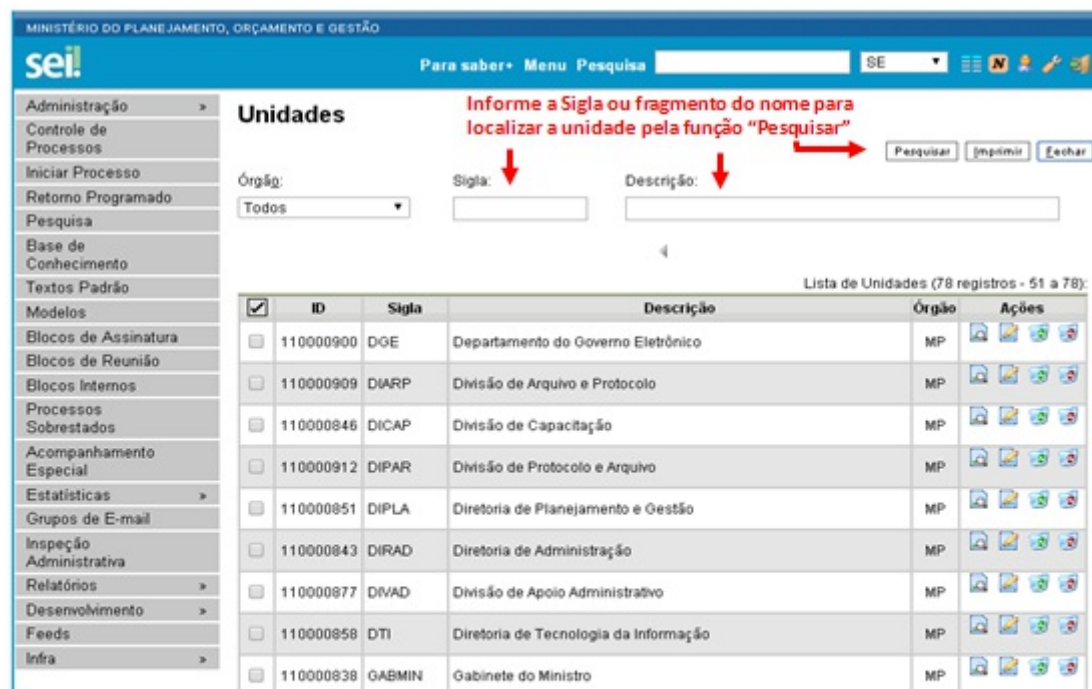 MINISTÉRIO DO PLANEJAMENTO, ORÇAMENTO E GESTÃO
sei!
Para saber+ Menu Pesquisa
SE
N
Administração »
Controle de
Processos
Iniciar Processo
Retorno Programado
Pesquisa
Base de
Conhecimento
Textos Padrão
Modelos
Blocos de Assinatura
Blocos de Reunião
Blocos Internos
Processos
Sobrestados
Acompanhamento
Especial
Estatísticas »
Grupos de E-mail
Inspeção
Administrativa
Relatórios »
Desenvolvimento »
Feeds
Infra »
Unidades
Informe a Sigla ou fragmento do nome para
localizar a unidade pela função “Pesquisar”
Pesquisar Imprimir Fechar
Órgão: Sigla: Descrição:
Todos
Lista de Unidades (78 registros - 51 a 78):
ID Sigla Descrição Órgão Ações
110000900 DGE Departamento do Governo Eletrônico MP
110000909 DIARP Divisão de Arquivo e Protocolo MP
110000846 DICAP Divisão de Capacitação MP
110000912 DIPAR Divisão de Protocolo e Arquivo MP
110000851 DIPLA Diretoria de Planejamento e Gestão MP
110000843 DIRAD Diretoria de Administração MP
110000877 DIVAD Divisão de Apoio Administrativo MP
110000858 DTI Diretoria de Tecnologia da Informação MP
110000838 GABMIN Gabinete do Ministro MP